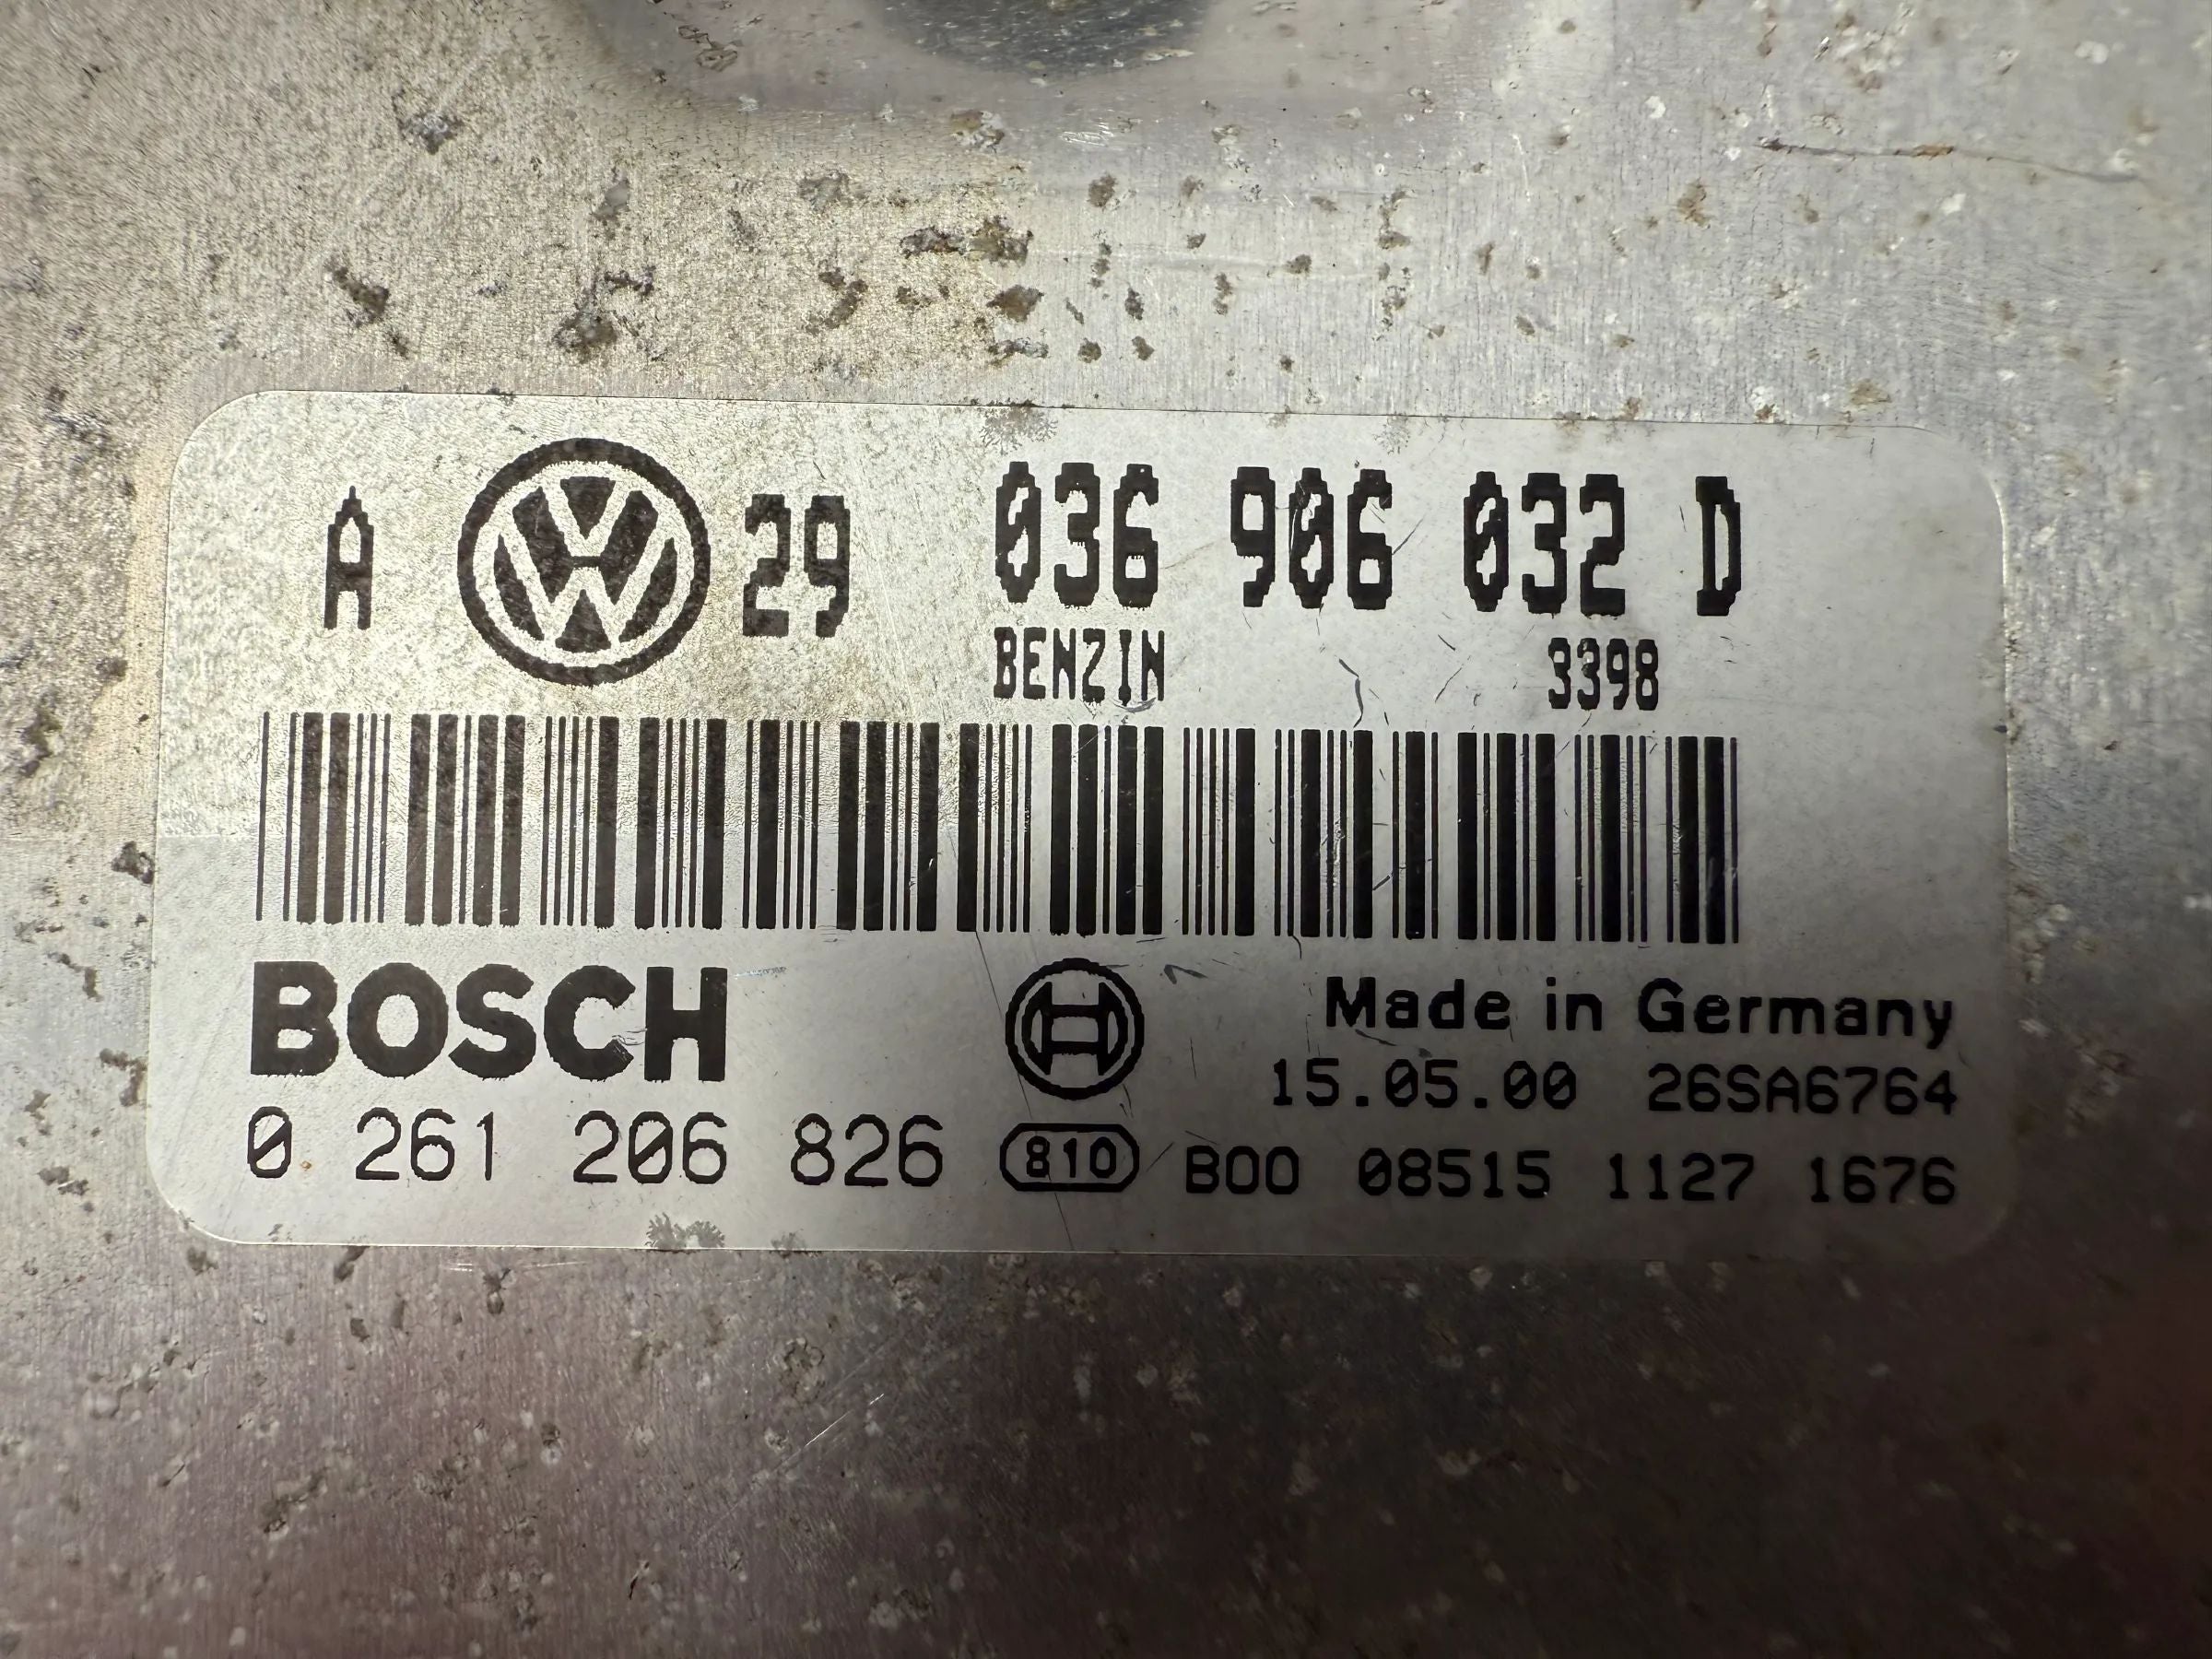 A VW 29 036 906 032 D
BENZIN 3398
BOSCH
Made in Germany
15.05.00 26SA6764
0 261 206 826 810 B00 08515 1127 1676